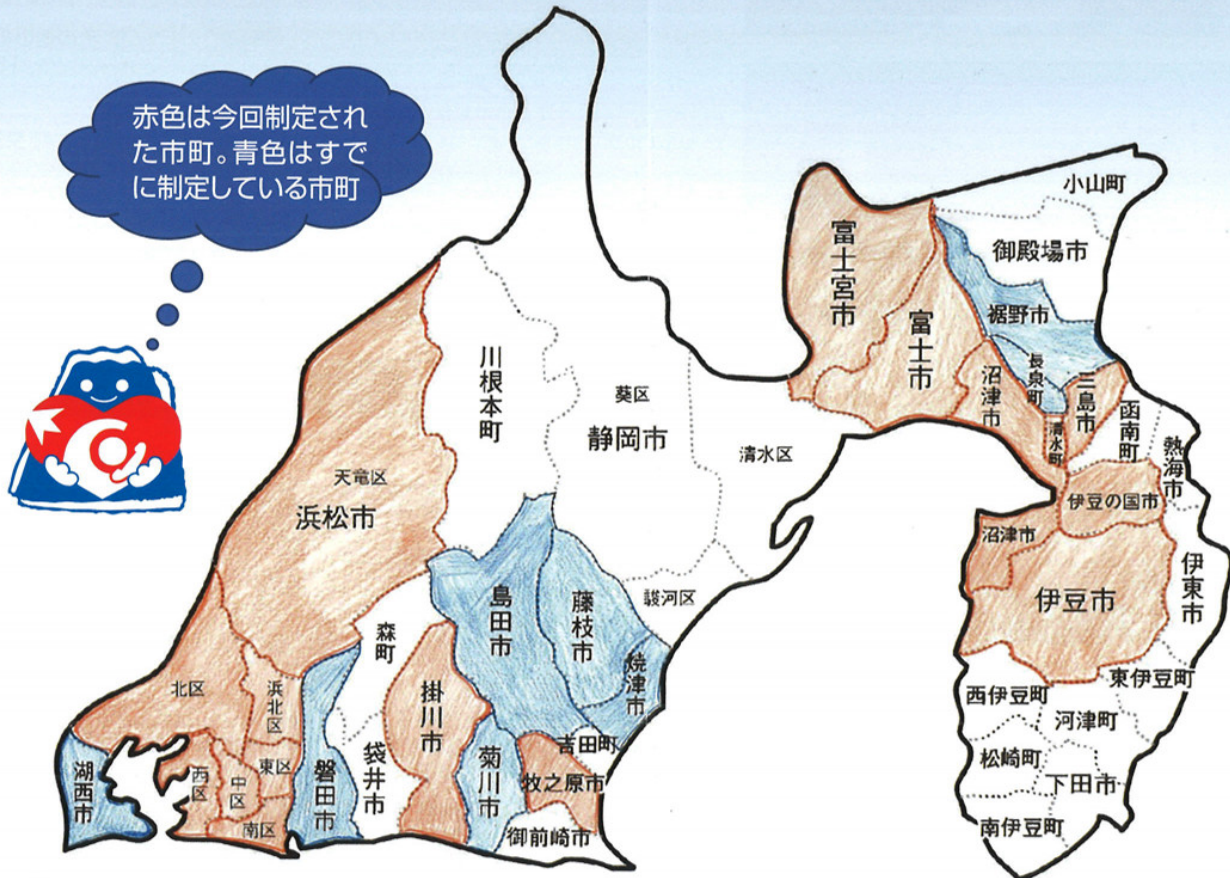 赤色は今回制定され
た市町。青色はすで
に制定している市町
小山町
御殿場市
富士宮市
裾野市
富士市
長泉町
沼津市
三島市
清水町
函南町
熱海市
川根本町
葵区
静岡市
清水区
天竜区
浜松市
伊豆の国市
沼津市
伊豆市
伊東市
駿河区
島田市
藤枝市
焼津市
森町
掛川市
北区
浜北区
西伊豆町
東伊豆町
河津町
松崎町
下田市
南伊豆町
湖西市
西区
中区
東区
南区
磐田市
袋井市
菊川市
吉田町
牧之原市
御前崎市